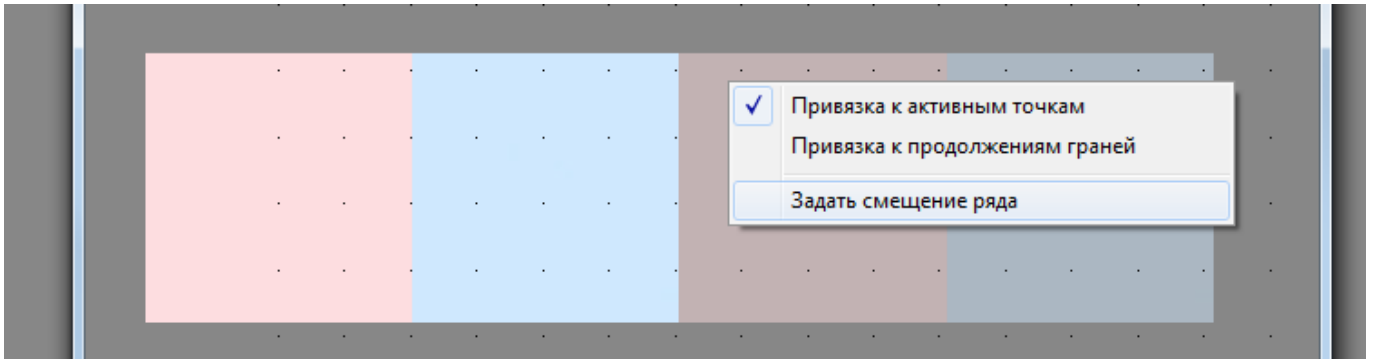 Привязка к активным точкам
Привязка к продолжениям граней
Задать смещение ряда